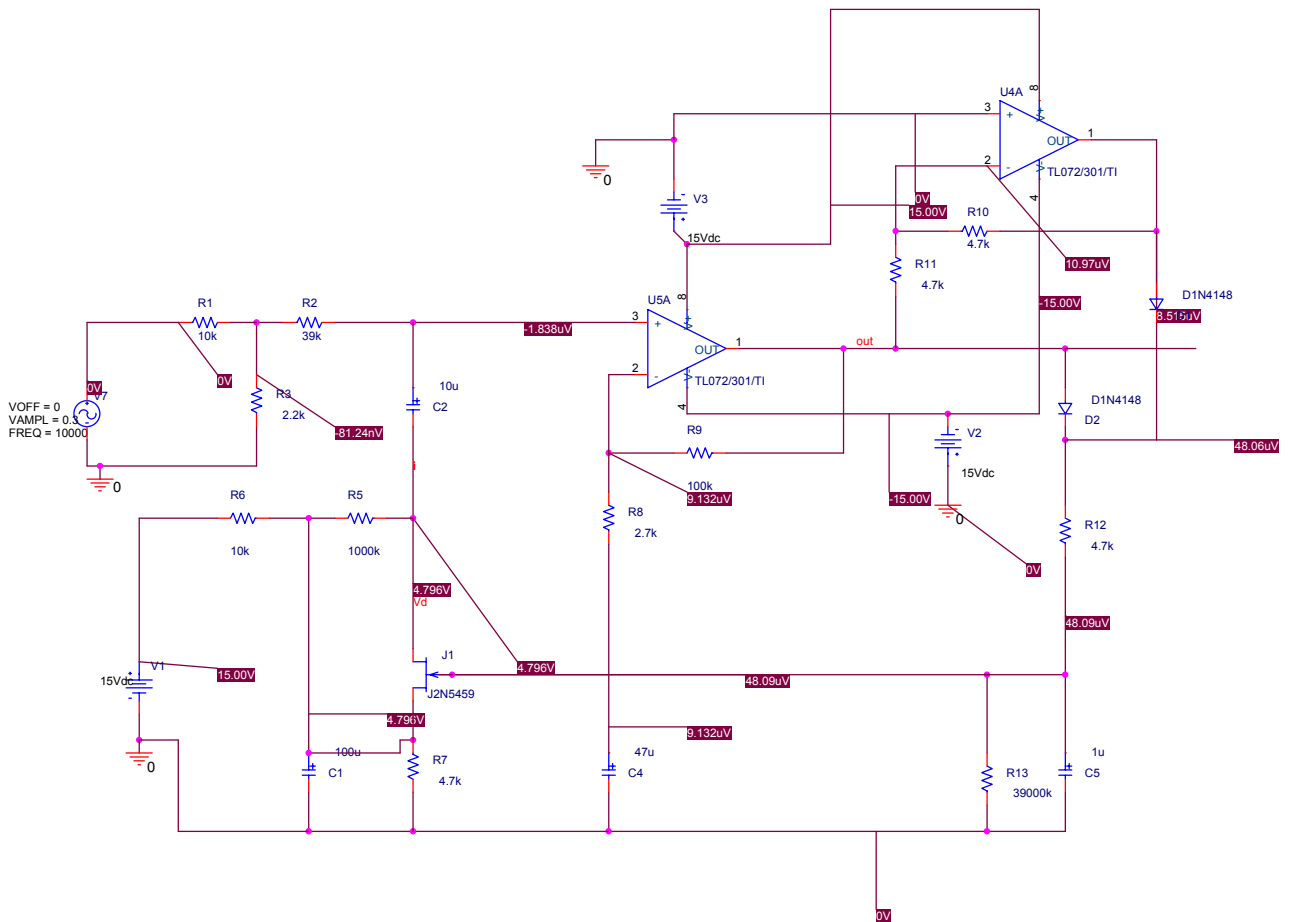 U4A
8
3
+
V+
OUT
1
2
-
V-
TL072/301/TI
4
0
V3
15Vdc
0V
15.00V
R10
4.7k
10.97uV
R11
4.7k
-15.00V
D1N4148
8.519uV
U5A
8
3
+
V+
OUT
1
2
-
V-
TL072/301/TI
4
-1.838uV
out
R1
10k
R2
39k
0V
0V
V7
VOFF = 0
VAMPL = 0.3
FREQ = 10000
R3
2.2k
-81.24nV
0
10u
C2
i
R9
100k
9.132uV
V2
15Vdc
-15.00V
0
0V
D1N4148
D2
48.06uV
R6
10k
R5
1000k
R8
2.7k
R12
4.7k
4.796V
Vd
48.09uV
J1
J2N5459
4.796V
48.09uV
V1
15Vdc
15.00V
0
4.796V
100u
C1
R7
4.7k
9.132uV
47u
C4
R13
39000k
1u
C5
0V